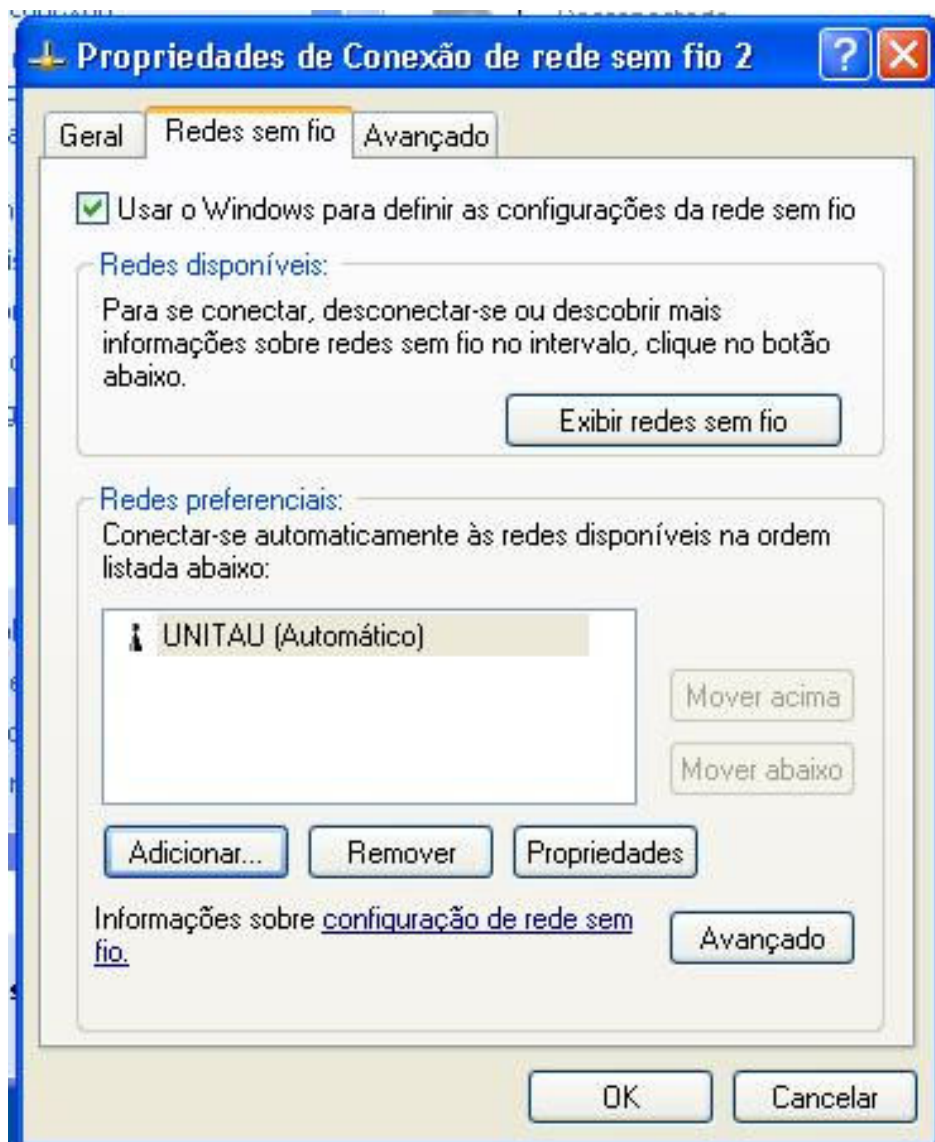 Propriedades de Conexão de rede sem fio 2
Geral
Redes sem fio
Avançado
Usar o Windows para definir as configurações da rede sem fio
Redes disponíveis:
Para se conectar, desconectar-se ou descobrir mais
informações sobre redes sem fio no intervalo, clique no botão
abaixo.
Exibir redes sem fio
Redes preferenciais:
Conectar-se automaticamente às redes disponíveis na ordem
listada abaixo:
UNITAU (Automático)
Mover acima
Mover abaixo
Adicionar...
Remover
Propriedades
Informações sobre configuração de rede sem
fio.
Avançado
OK
Cancelar